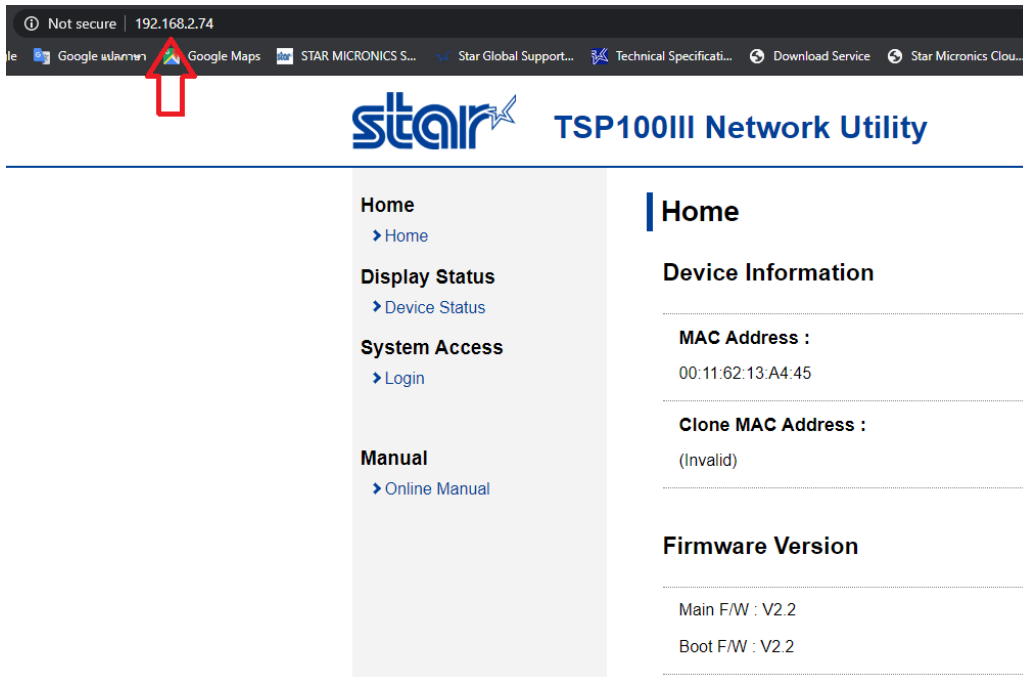 Not secure | 192.168.2.74
le Google แปลภาษา Google Maps star STAR MICRONICS S... Star Global Support... Technical Specificati... Download Service Star Micronics Clou...
star TSP100III Network Utility
Home
Home
Display Status
Device Status
System Access
Login
Manual
Online Manual
Home
Device Information
MAC Address :
00:11:62:13:A4:45
Clone MAC Address :
(Invalid)
Firmware Version
Main F/W : V2.2
Boot F/W : V2.2